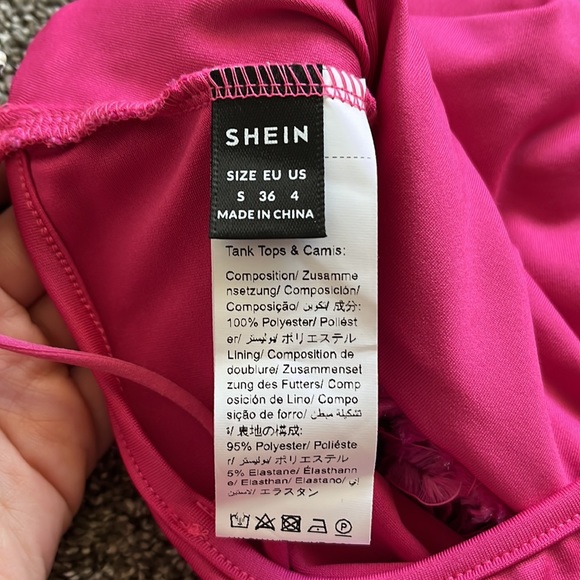 SHEIN
SIZE EU US
S 36 4
MADE IN CHINA
Tank Tops & Camis:
Composition/ Zusamme
nsetzung/ Composición/
Composição/ تكوين/ 成分:
100% Polyester/ Poliést
er/ بوليستر/ ポリエステル
Lining/ Composition de
doublure/ Zusammenset
zung des Futters/ Comp
osición de Lino/ Compo
sição de forro/ تشكيلة مبطن
ة/ 裏地の構成:
95% Polyester/ Poliéste
r/ بوليستر/ ポリエステル
5% Elastane/ Élasthann
e/ Elasthan/ Elastano/
エラスタン